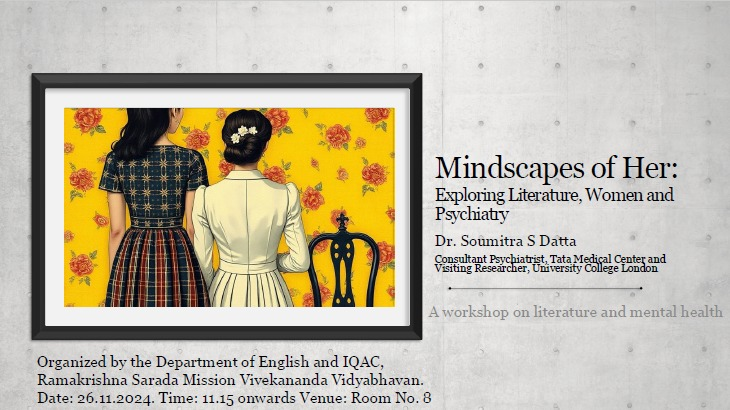 Mindscapes of Her:
Exploring Literature, Women and
Psychiatry
Dr. Soumitra S Datta
Consultant Psychiatrist, Tata Medical Center and
Visiting Researcher, University College London
A workshop on literature and mental health
Organized by the Department of English and IQAC,
Ramakrishna Sarada Mission Vivekananda Vidyabhavan.
Date: 26.11.2024. Time: 11.15 onwards Venue: Room No. 8